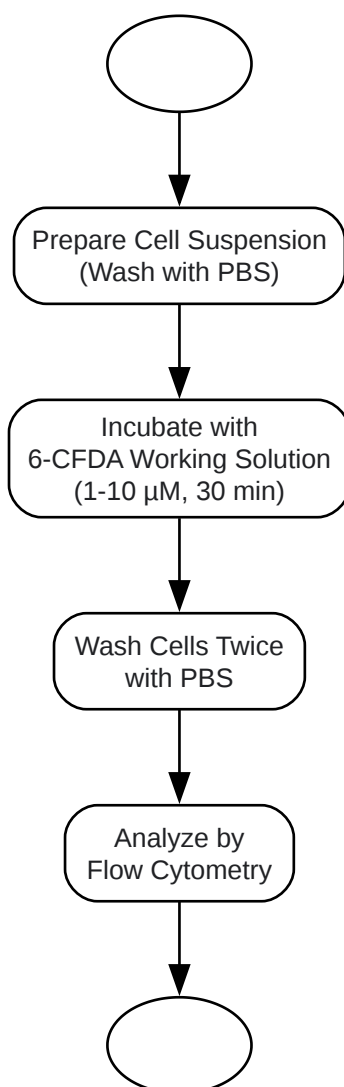 Prepare Cell Suspension
(Wash with PBS)
Incubate with
6-CFDA Working Solution
(1-10 µM, 30 min)
Wash Cells Twice
with PBS
Analyze by
Flow Cytometry